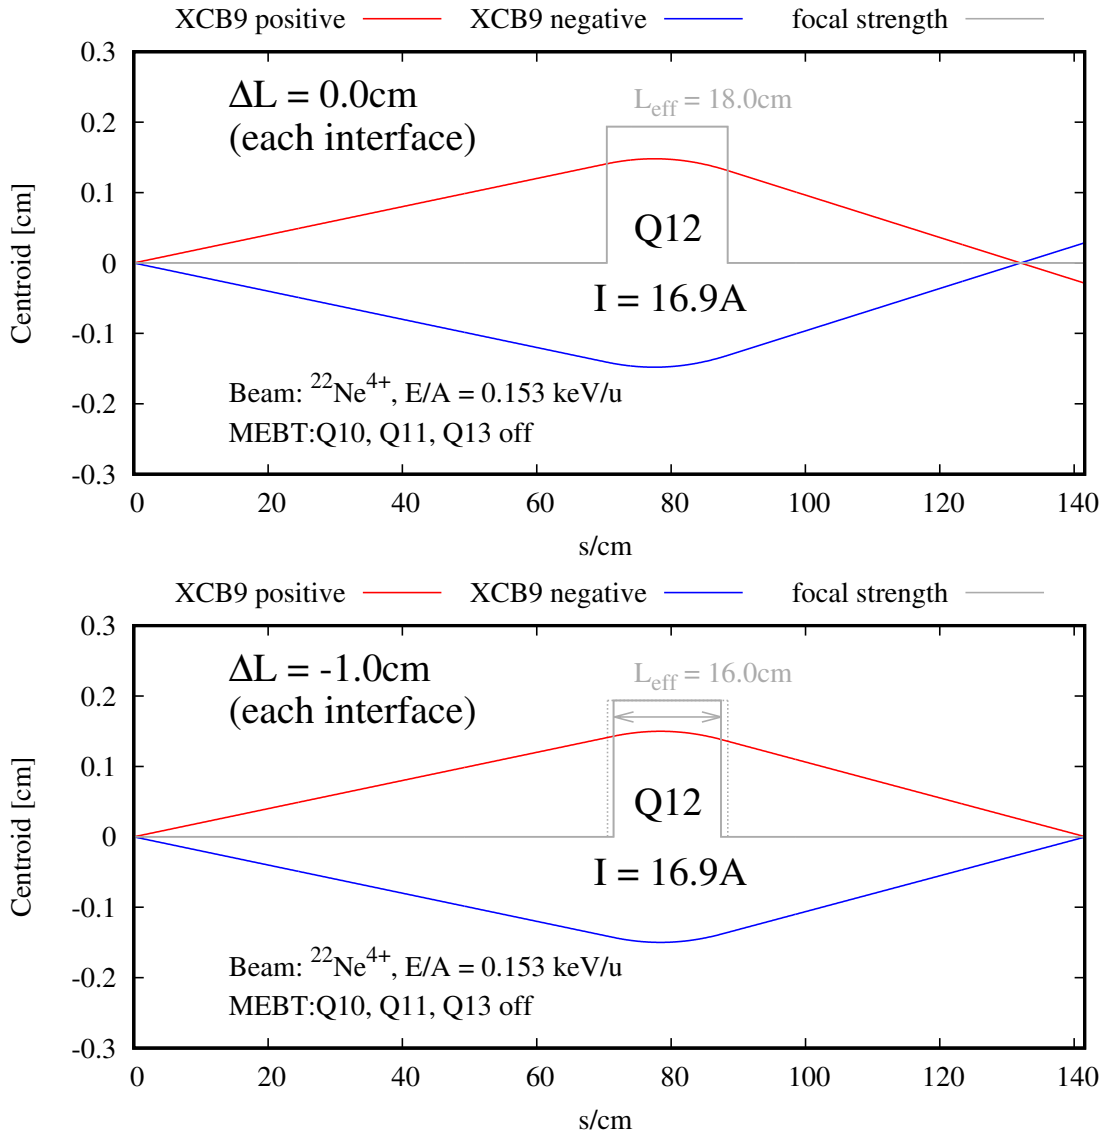 XCB9 positive XCB9 negative focal strength
0.3
0.2
0.1
0
-0.1
-0.2
-0.3
Centroid [cm]
ΔL = 0.0cm
(each interface)
L_eff = 18.0cm
Q12
I = 16.9A
Beam: ²²Ne⁴⁺, E/A = 0.153 keV/u
MEBT:Q10, Q11, Q13 off
0 20 40 60 80 100 120 140
s/cm
XCB9 positive XCB9 negative focal strength
0.3
0.2
0.1
0
-0.1
-0.2
-0.3
Centroid [cm]
ΔL = -1.0cm
(each interface)
L_eff = 16.0cm
Q12
I = 16.9A
Beam: ²²Ne⁴⁺, E/A = 0.153 keV/u
MEBT:Q10, Q11, Q13 off
0 20 40 60 80 100 120 140
s/cm